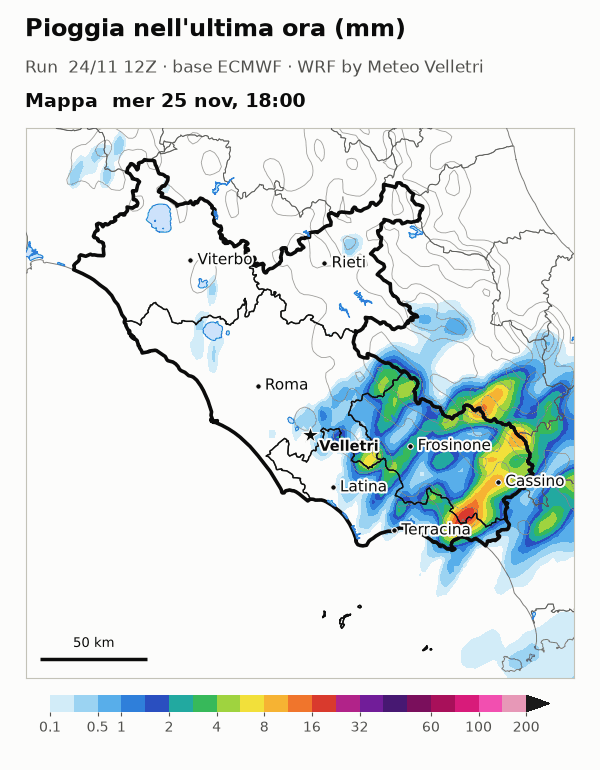 Pioggia nell'ultima ora (mm)
Run 24/11 12Z · base ECMWF · WRF by Meteo Velletri
Mappa mer 25 nov, 18:00
Viterbo
Rieti
Roma
Velletri
Frosinone
Latina
Cassino
Terracina
50 km
0.1 0.5 1 2 4 8 16 32 60 100 200